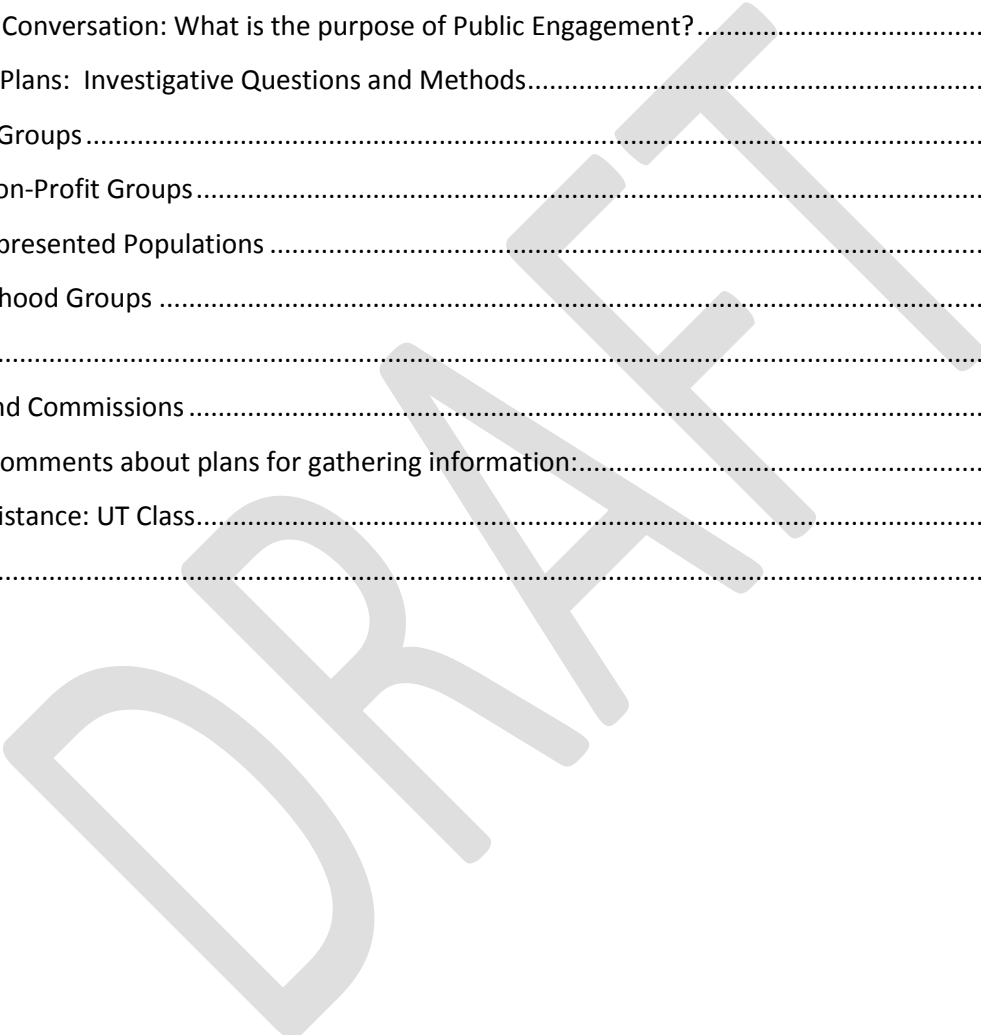 Conversation: What is the purpose of Public Engagement?..............................................
Plans:  Investigative Questions and Methods..............................................
Groups..............................................
on-Profit Groups..............................................
presented Populations..............................................
hood Groups..............................................
..............................................
nd Commissions..............................................
omments about plans for gathering information:..............................................
istance: UT Class..............................................
..............................................
DRAFT